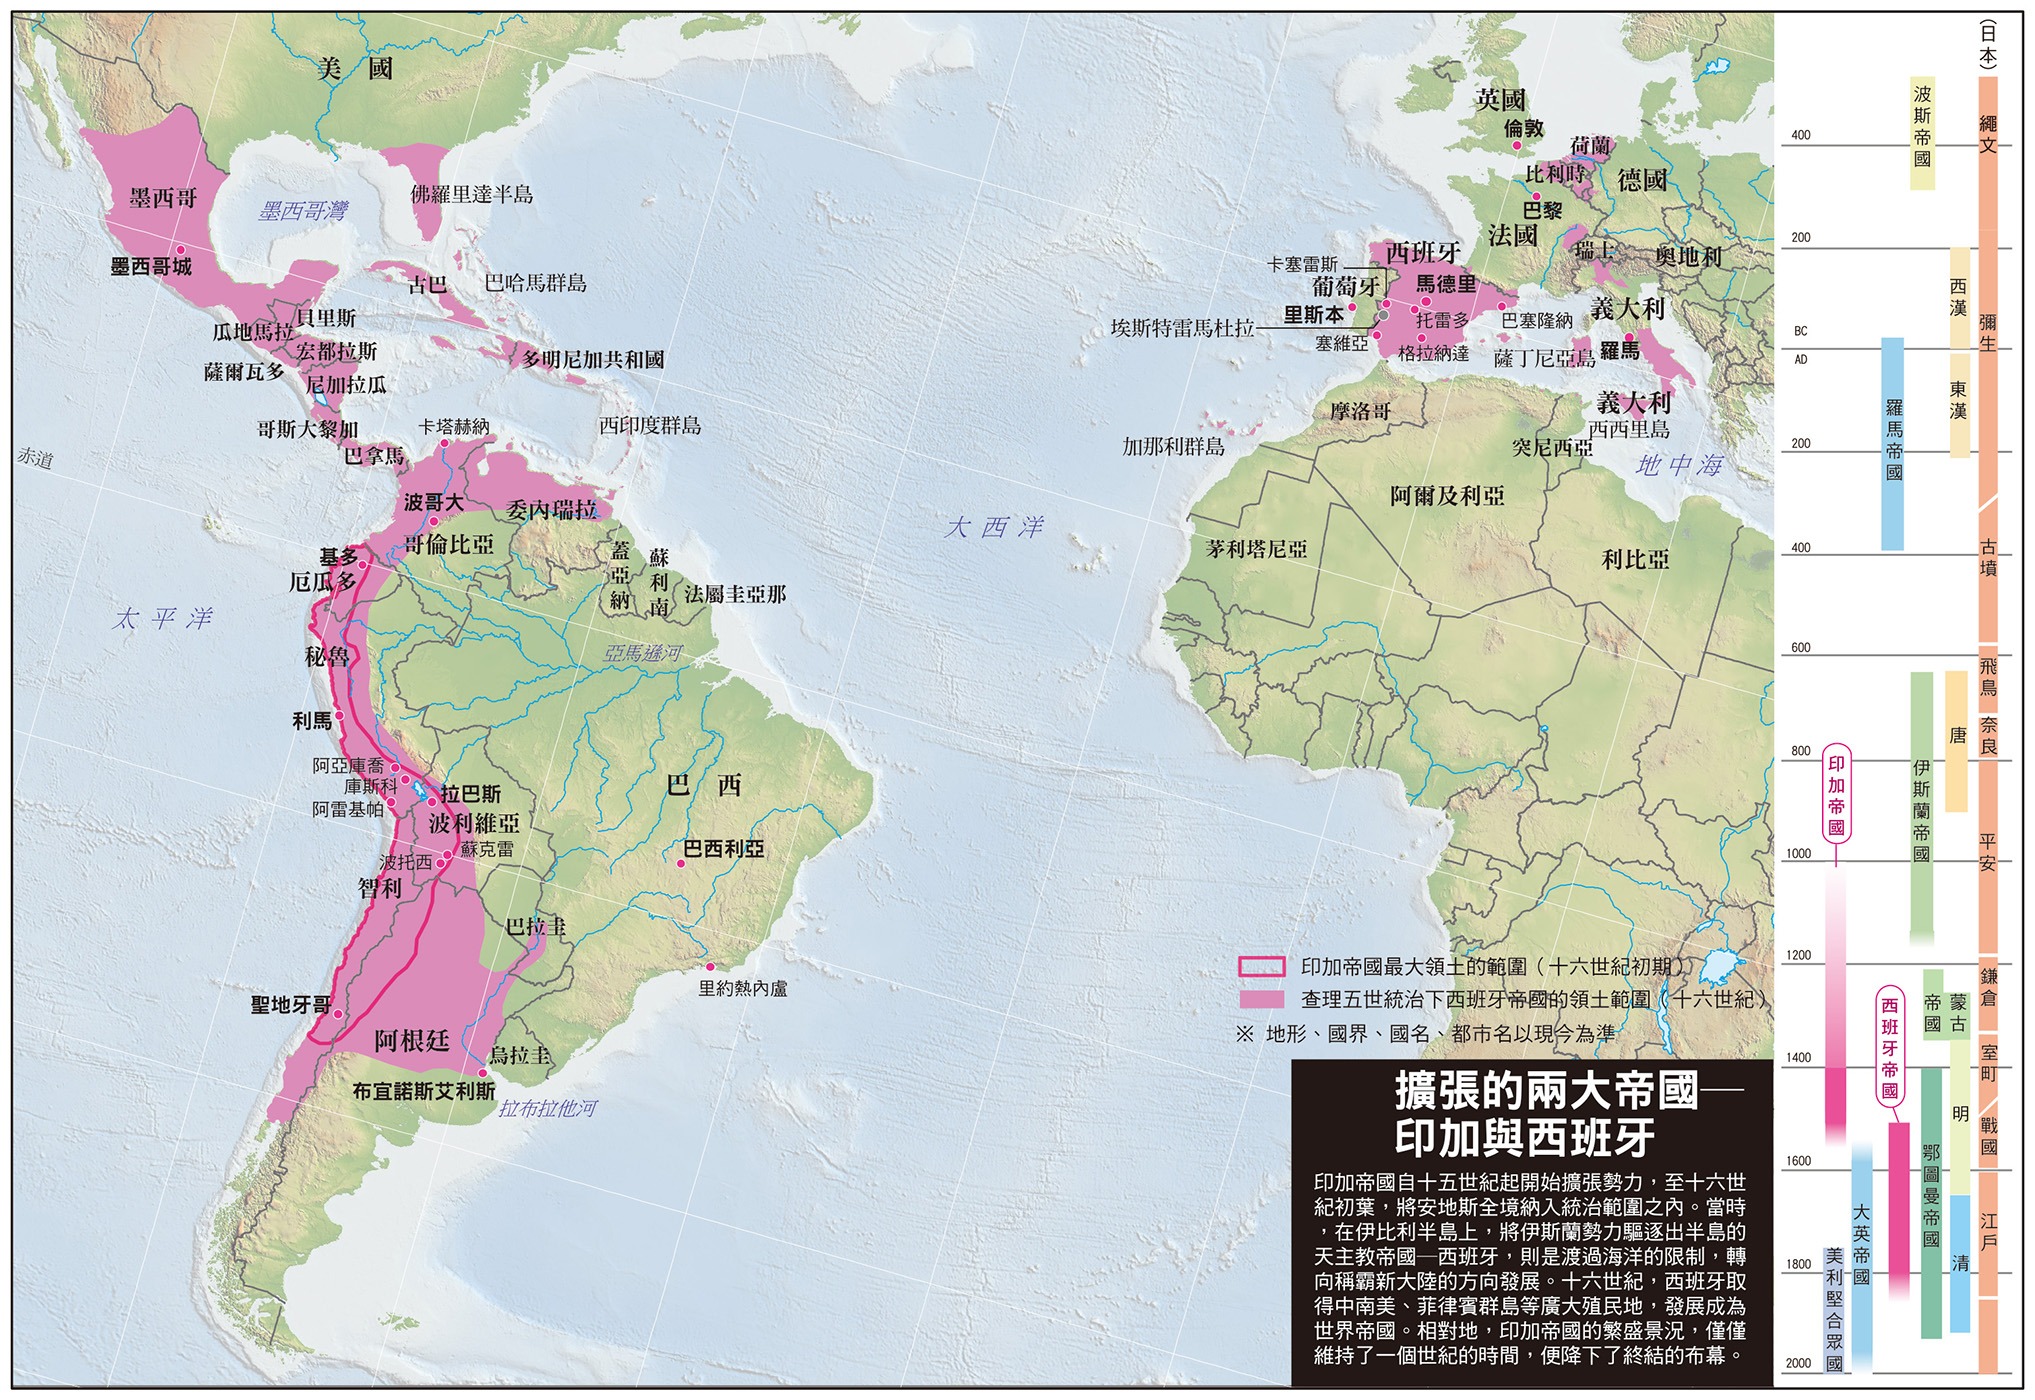 美 國
墨西哥
墨西哥灣
佛羅里達半島
墨西哥城
古巴
巴哈馬群島
貝里斯
瓜地馬拉
宏都拉斯
薩爾瓦多
尼加拉瓜
多明尼加共和國
哥斯大黎加
卡塔赫納
西印度群島
巴拿馬
赤道
波哥大
委內瑞拉
哥倫比亞
基多
厄瓜多
蓋亞納
蘇利南
法屬圭亞那
太平洋
大西洋
秘魯
亞馬遜河
利馬
阿亞庫喬
庫斯科
阿雷基帕
拉巴斯
波利維亞
蘇克雷
波托西
智利
巴 西
巴西利亞
巴拉圭
里約熱內盧
聖地牙哥
阿根廷
烏拉圭
布宜諾斯艾利斯
拉布拉他河
英國
倫敦
荷蘭
比利時
德國
巴黎
法國
瑞士
奧地利
西班牙
卡塞雷斯
葡萄牙
馬德里
里斯本
托雷多
巴塞隆納
義大利
埃斯特雷馬杜拉
塞維亞
格拉納達
薩丁尼亞島
羅馬
義大利
西西里島
摩洛哥
加那利群島
突尼西亞
地中海
阿爾及利亞
茅利塔尼亞
利比亞
印加帝國最大領土的範圍（十六世紀初期）
查理五世統治下西班牙帝國的領土範圍（十六世紀）
※ 地形、國界、國名、都市名以現今為準
擴張的兩大帝國─
印加與西班牙
印加帝國自十五世紀起開始擴張勢力，至十六世
紀初葉，將安地斯全境納入統治範圍之內。當時
，在伊比利半島上，將伊斯蘭勢力驅逐出半島的
天主教帝國─西班牙，則是渡過海洋的限制，轉
向稱霸新大陸的方向發展。十六世紀，西班牙取
得中南美、菲律賓群島等廣大殖民地，發展成為
世界帝國。相對地，印加帝國的繁盛景況，僅僅
維持了一個世紀的時間，便降下了終結的布幕。
（日本）
400
200
BC
AD
200
400
600
800
1000
1200
1400
1600
1800
2000
印加帝國
美利堅合眾國
大英帝國
羅馬帝國
西班牙帝國
波斯帝國
伊斯蘭帝國
蒙古
帝國
鄂圖曼帝國
西漢
東漢
唐
明
清
繩文
彌生
古墳
飛鳥
奈良
平安
鎌倉
室町
戰國
江戶